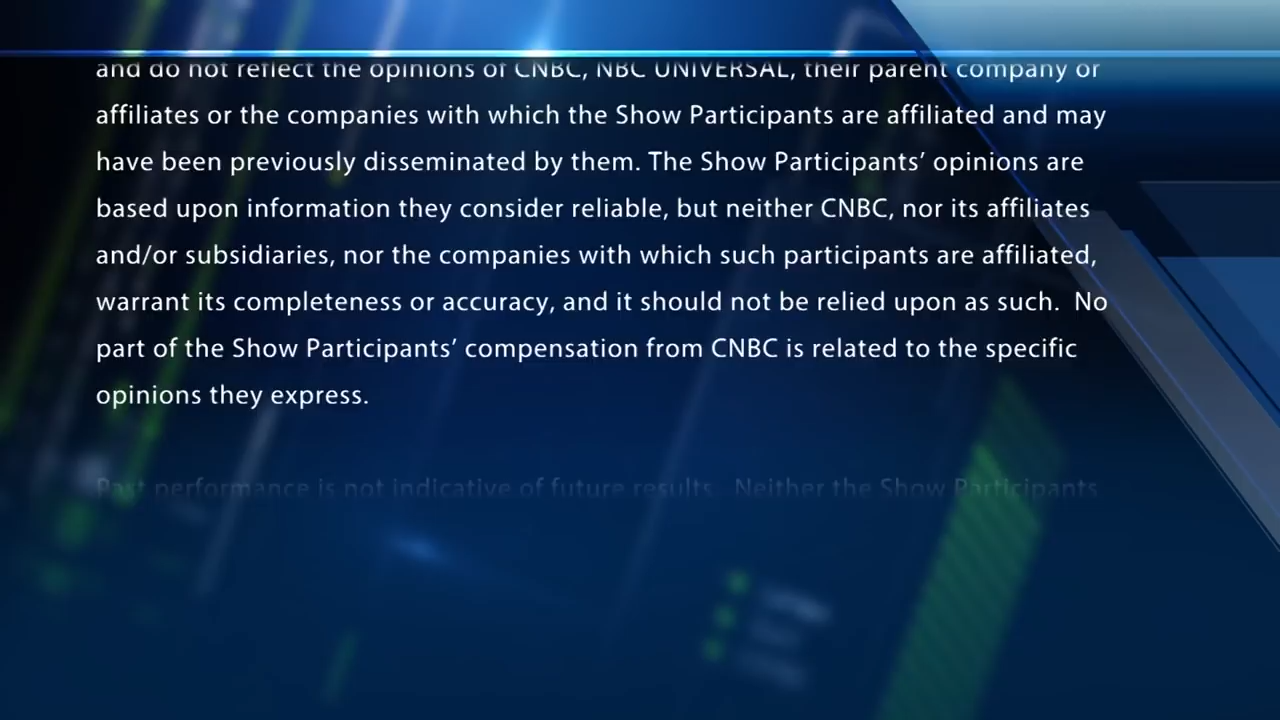 and do not reflect the opinions of CNBC, NBC UNIVERSAL, their parent company or
affiliates or the companies with which the Show Participants are affiliated and may
have been previously disseminated by them. The Show Participants’ opinions are
based upon information they consider reliable, but neither CNBC, nor its affiliates
and/or subsidiaries, nor the companies with which such participants are affiliated,
warrant its completeness or accuracy, and it should not be relied upon as such.  No
part of the Show Participants’ compensation from CNBC is related to the specific
opinions they express.
Past performance is not indicative of future results.  Neither the Show Participants